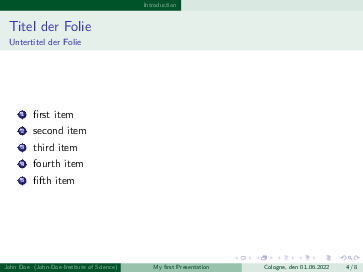 Introduction
Titel der Folie
Untertitel der Folie
first item
second item
third item
fourth item
fifth item
John Doe (John-Doe-Institute of Science) My first Presentation Cologne, den 01.06.2022 4 / 6